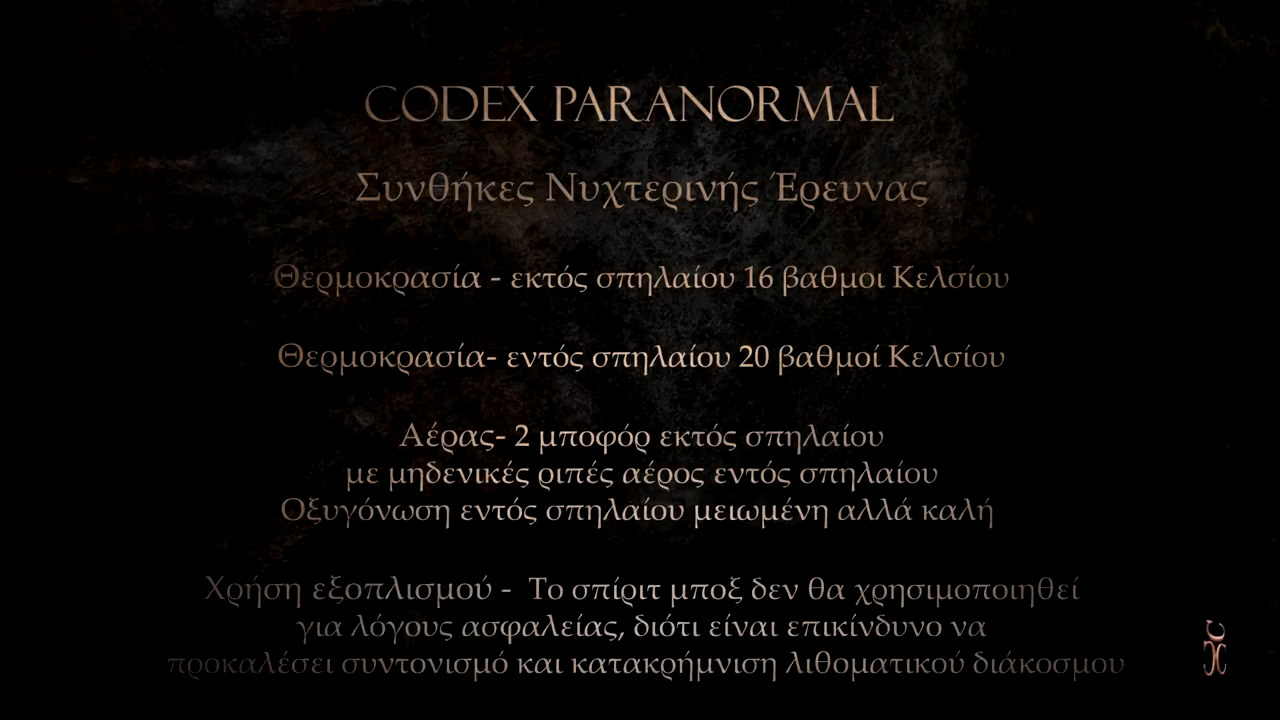 CODEX PARANORMAL
Συνθήκες Νυχτερινής Έρευνας
Θερμοκρασία - εκτός σπηλαίου 16 βαθμοι Κελσίου
Θερμοκρασία- εντός σπηλαίου 20 βαθμοί Κελσίου
Αέρας- 2 μποφόρ εκτός σπηλαίου
με μηδενικές ριπές αέρος εντός σπηλαίου
Οξυγόνωση εντός σπηλαίου μειωμένη αλλά καλή
Χρήση εξοπλισμού - Το σπίριτ μποξ δεν θα χρησιμοποιηθεί
για λόγους ασφαλείας, διότι είναι επικίνδυνο να
προκαλέσει συντονισμό και κατακρήμνιση λιθοματικού διάκοσμου